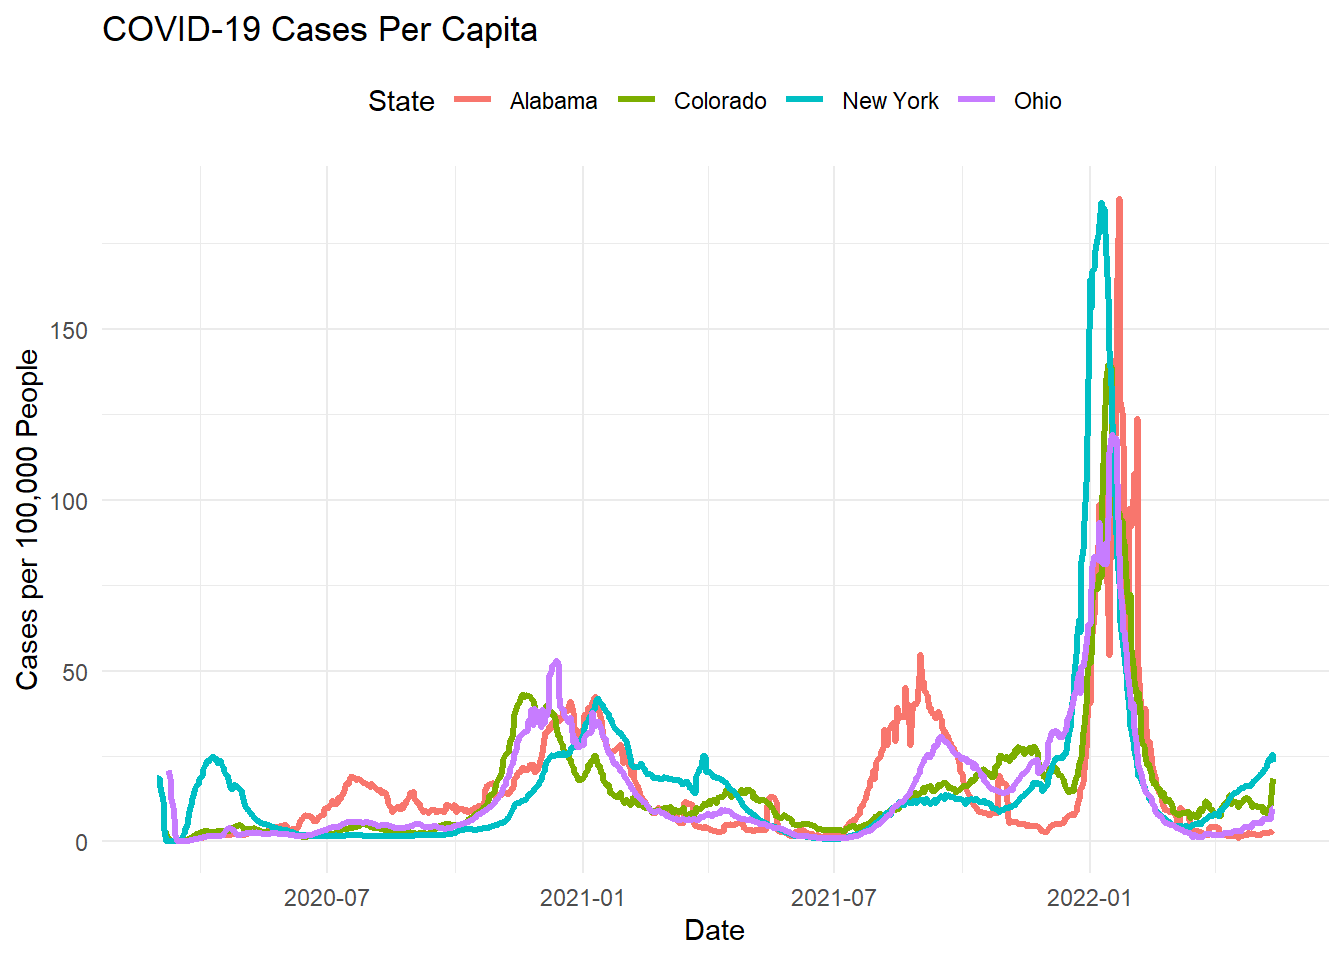 COVID-19 Cases Per Capita
State Alabama Colorado New York Ohio
Cases per 100,000 People
150
100
50
0
2020-07 2021-01 2021-07 2022-01
Date